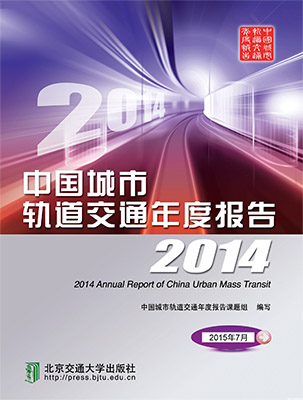 2014
中国城市
轨道交通年度报告
2014
2014 Annual Report of China Urban Mass Transit
中国城市轨道交通年度报告课题组 编写
2015年7月
北京交通大学出版社
http://press.bjtu.edu.cn